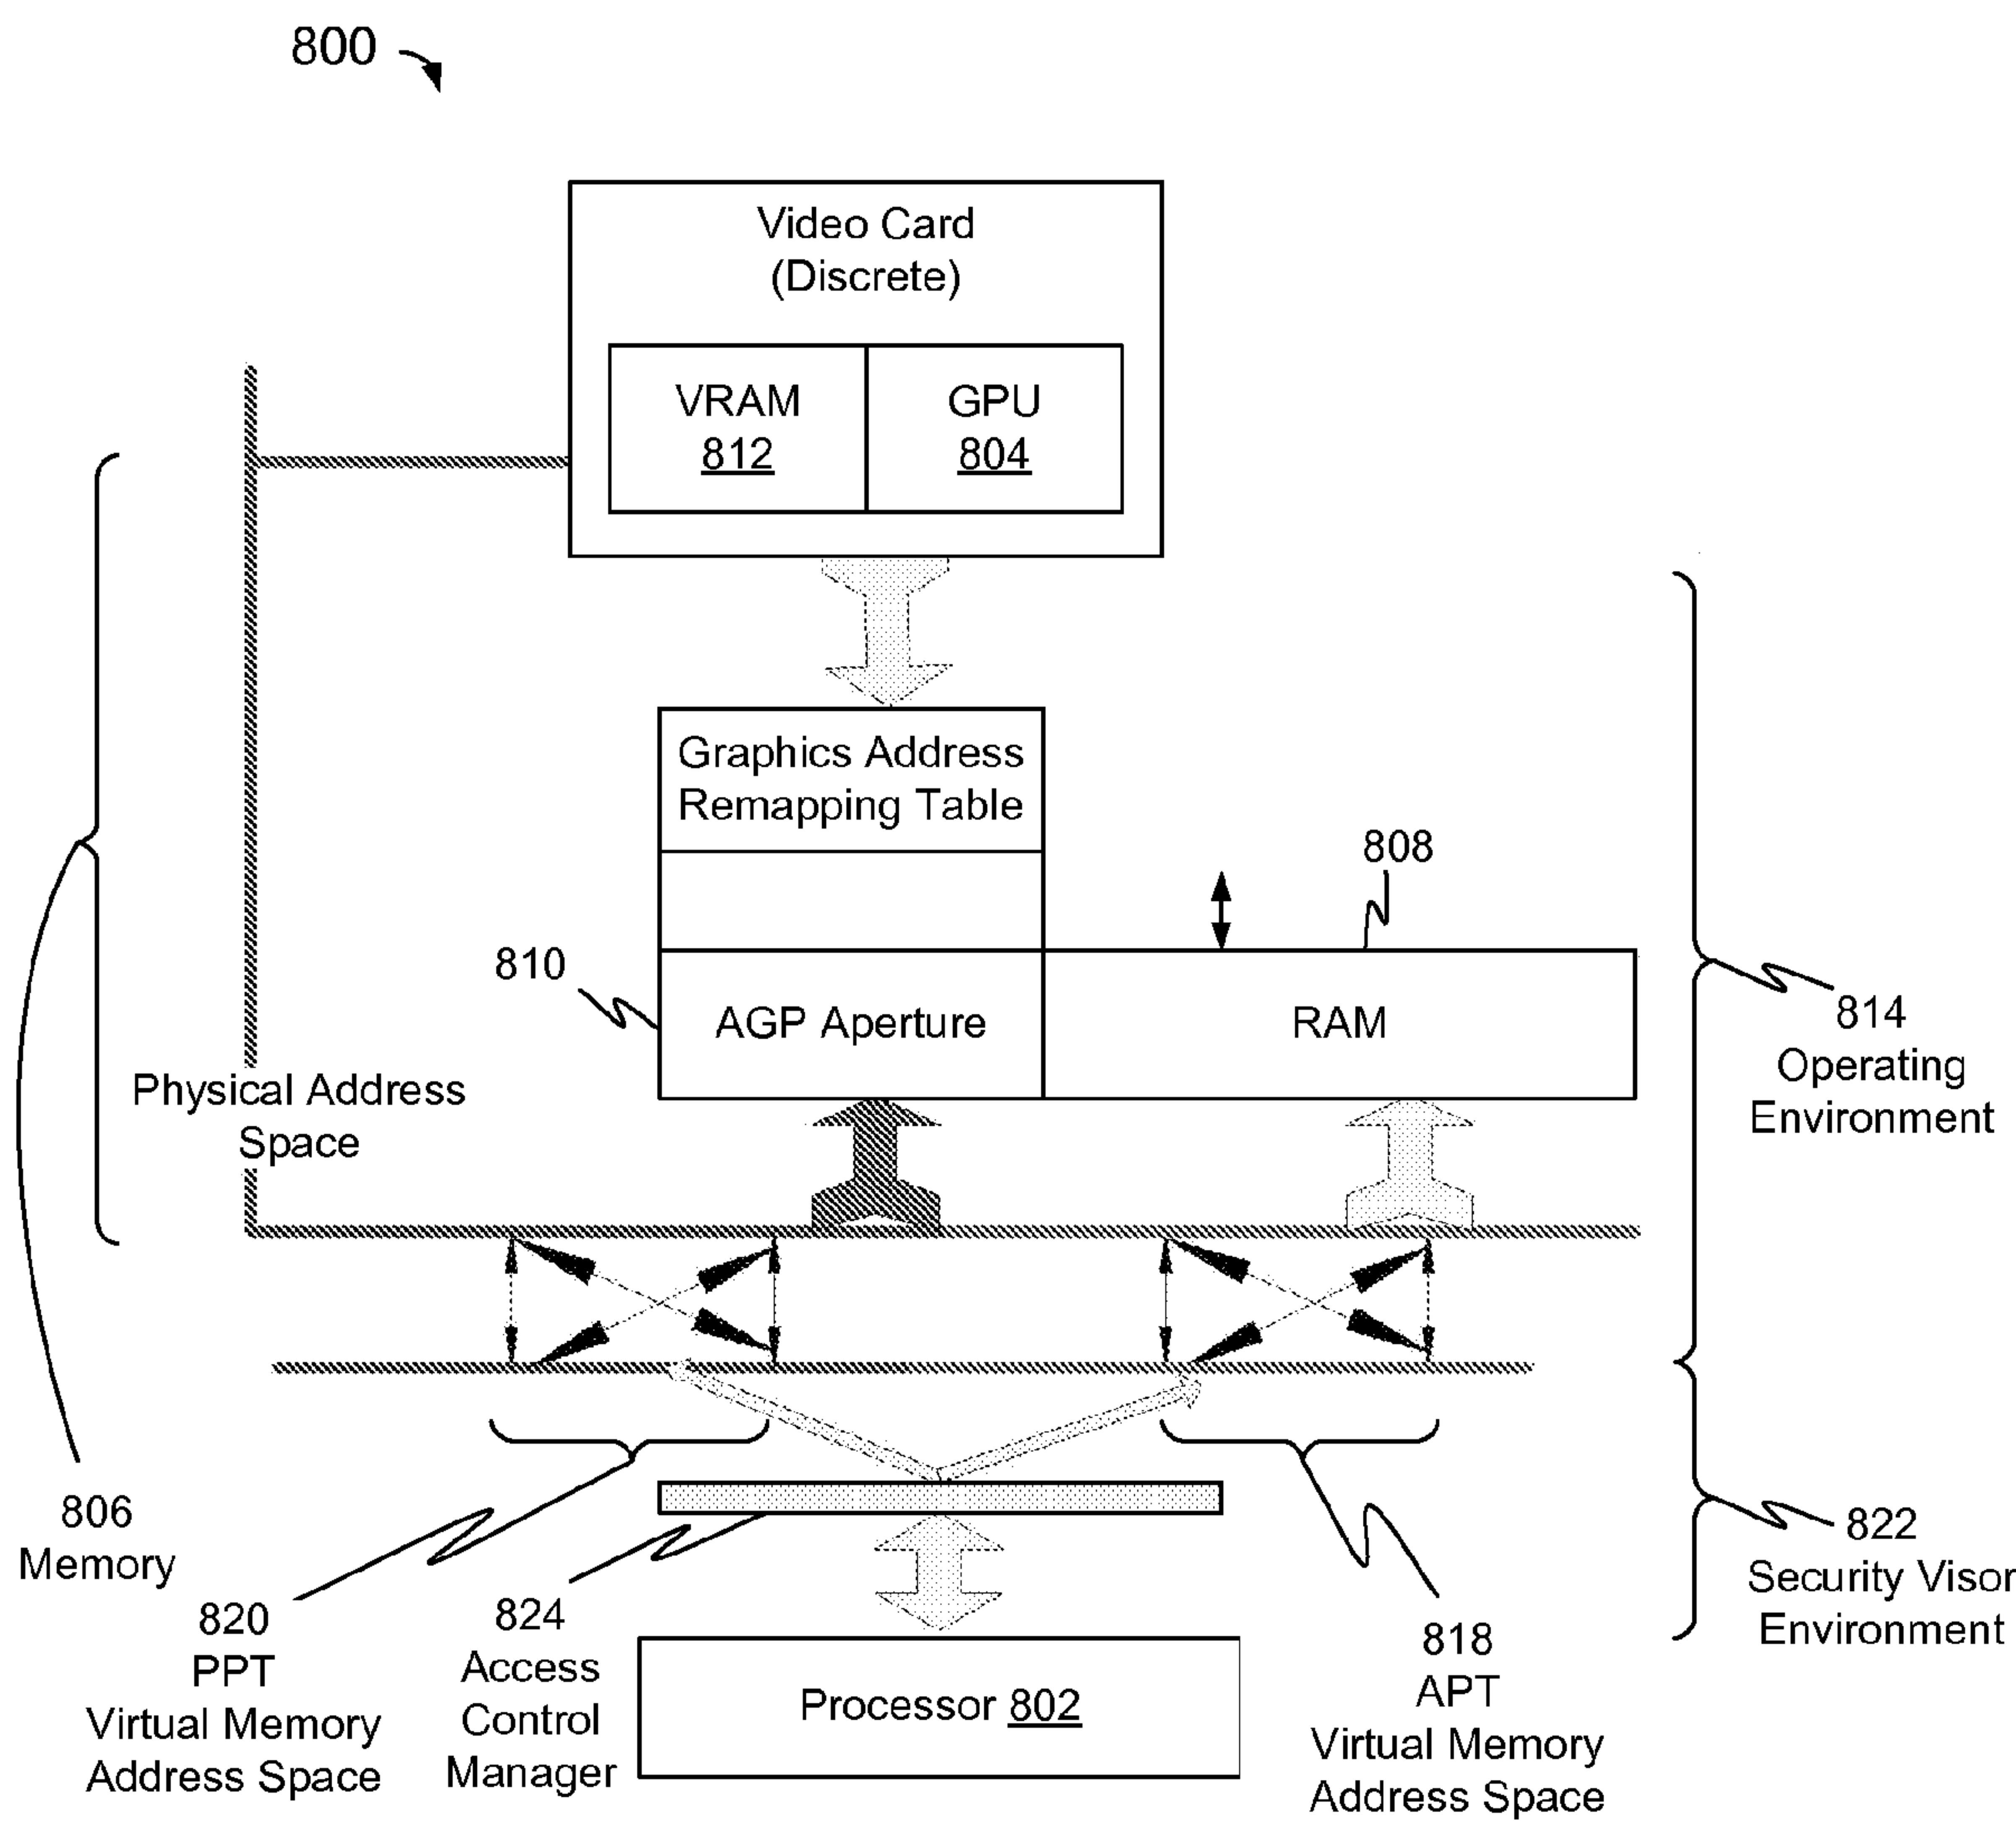 800
Video Card
(Discrete)
VRAM
812
GPU
804
Graphics Address
Remapping Table
808
810
AGP Aperture
RAM
814
Operating
Environment
Physical Address
Space
806
Memory
820
PPT
Virtual Memory
Address Space
824
Access
Control
Manager
Processor 802
818
APT
Virtual Memory
Address Space
822
Security Visor
Environment